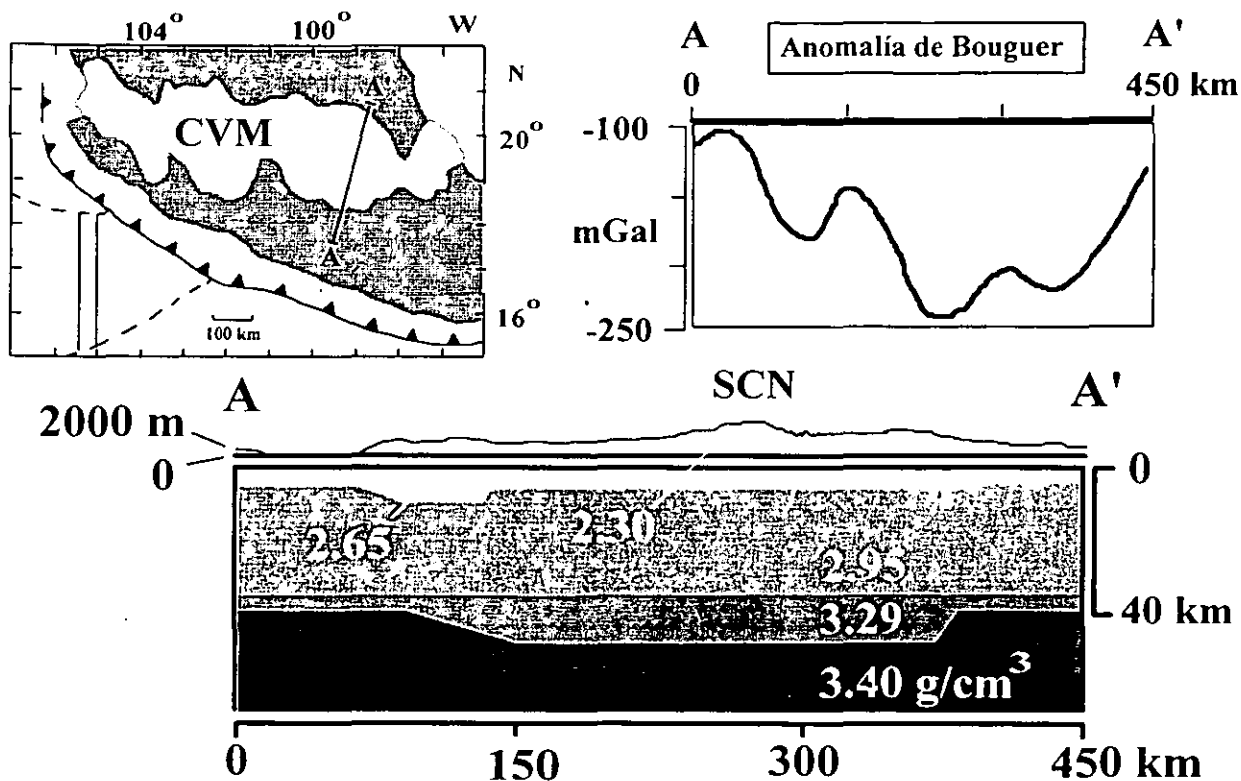 104° 100° W
N
A
CVM
20°
A
16°
100 km
A Anomalía de Bouguer A'
0 450 km
-100
mGal
-250
A SCN A'
2000 m
0
0
2.65 2.30
2.95
3.29
40 km
3.40 g/cm³
0 150 300 450 km